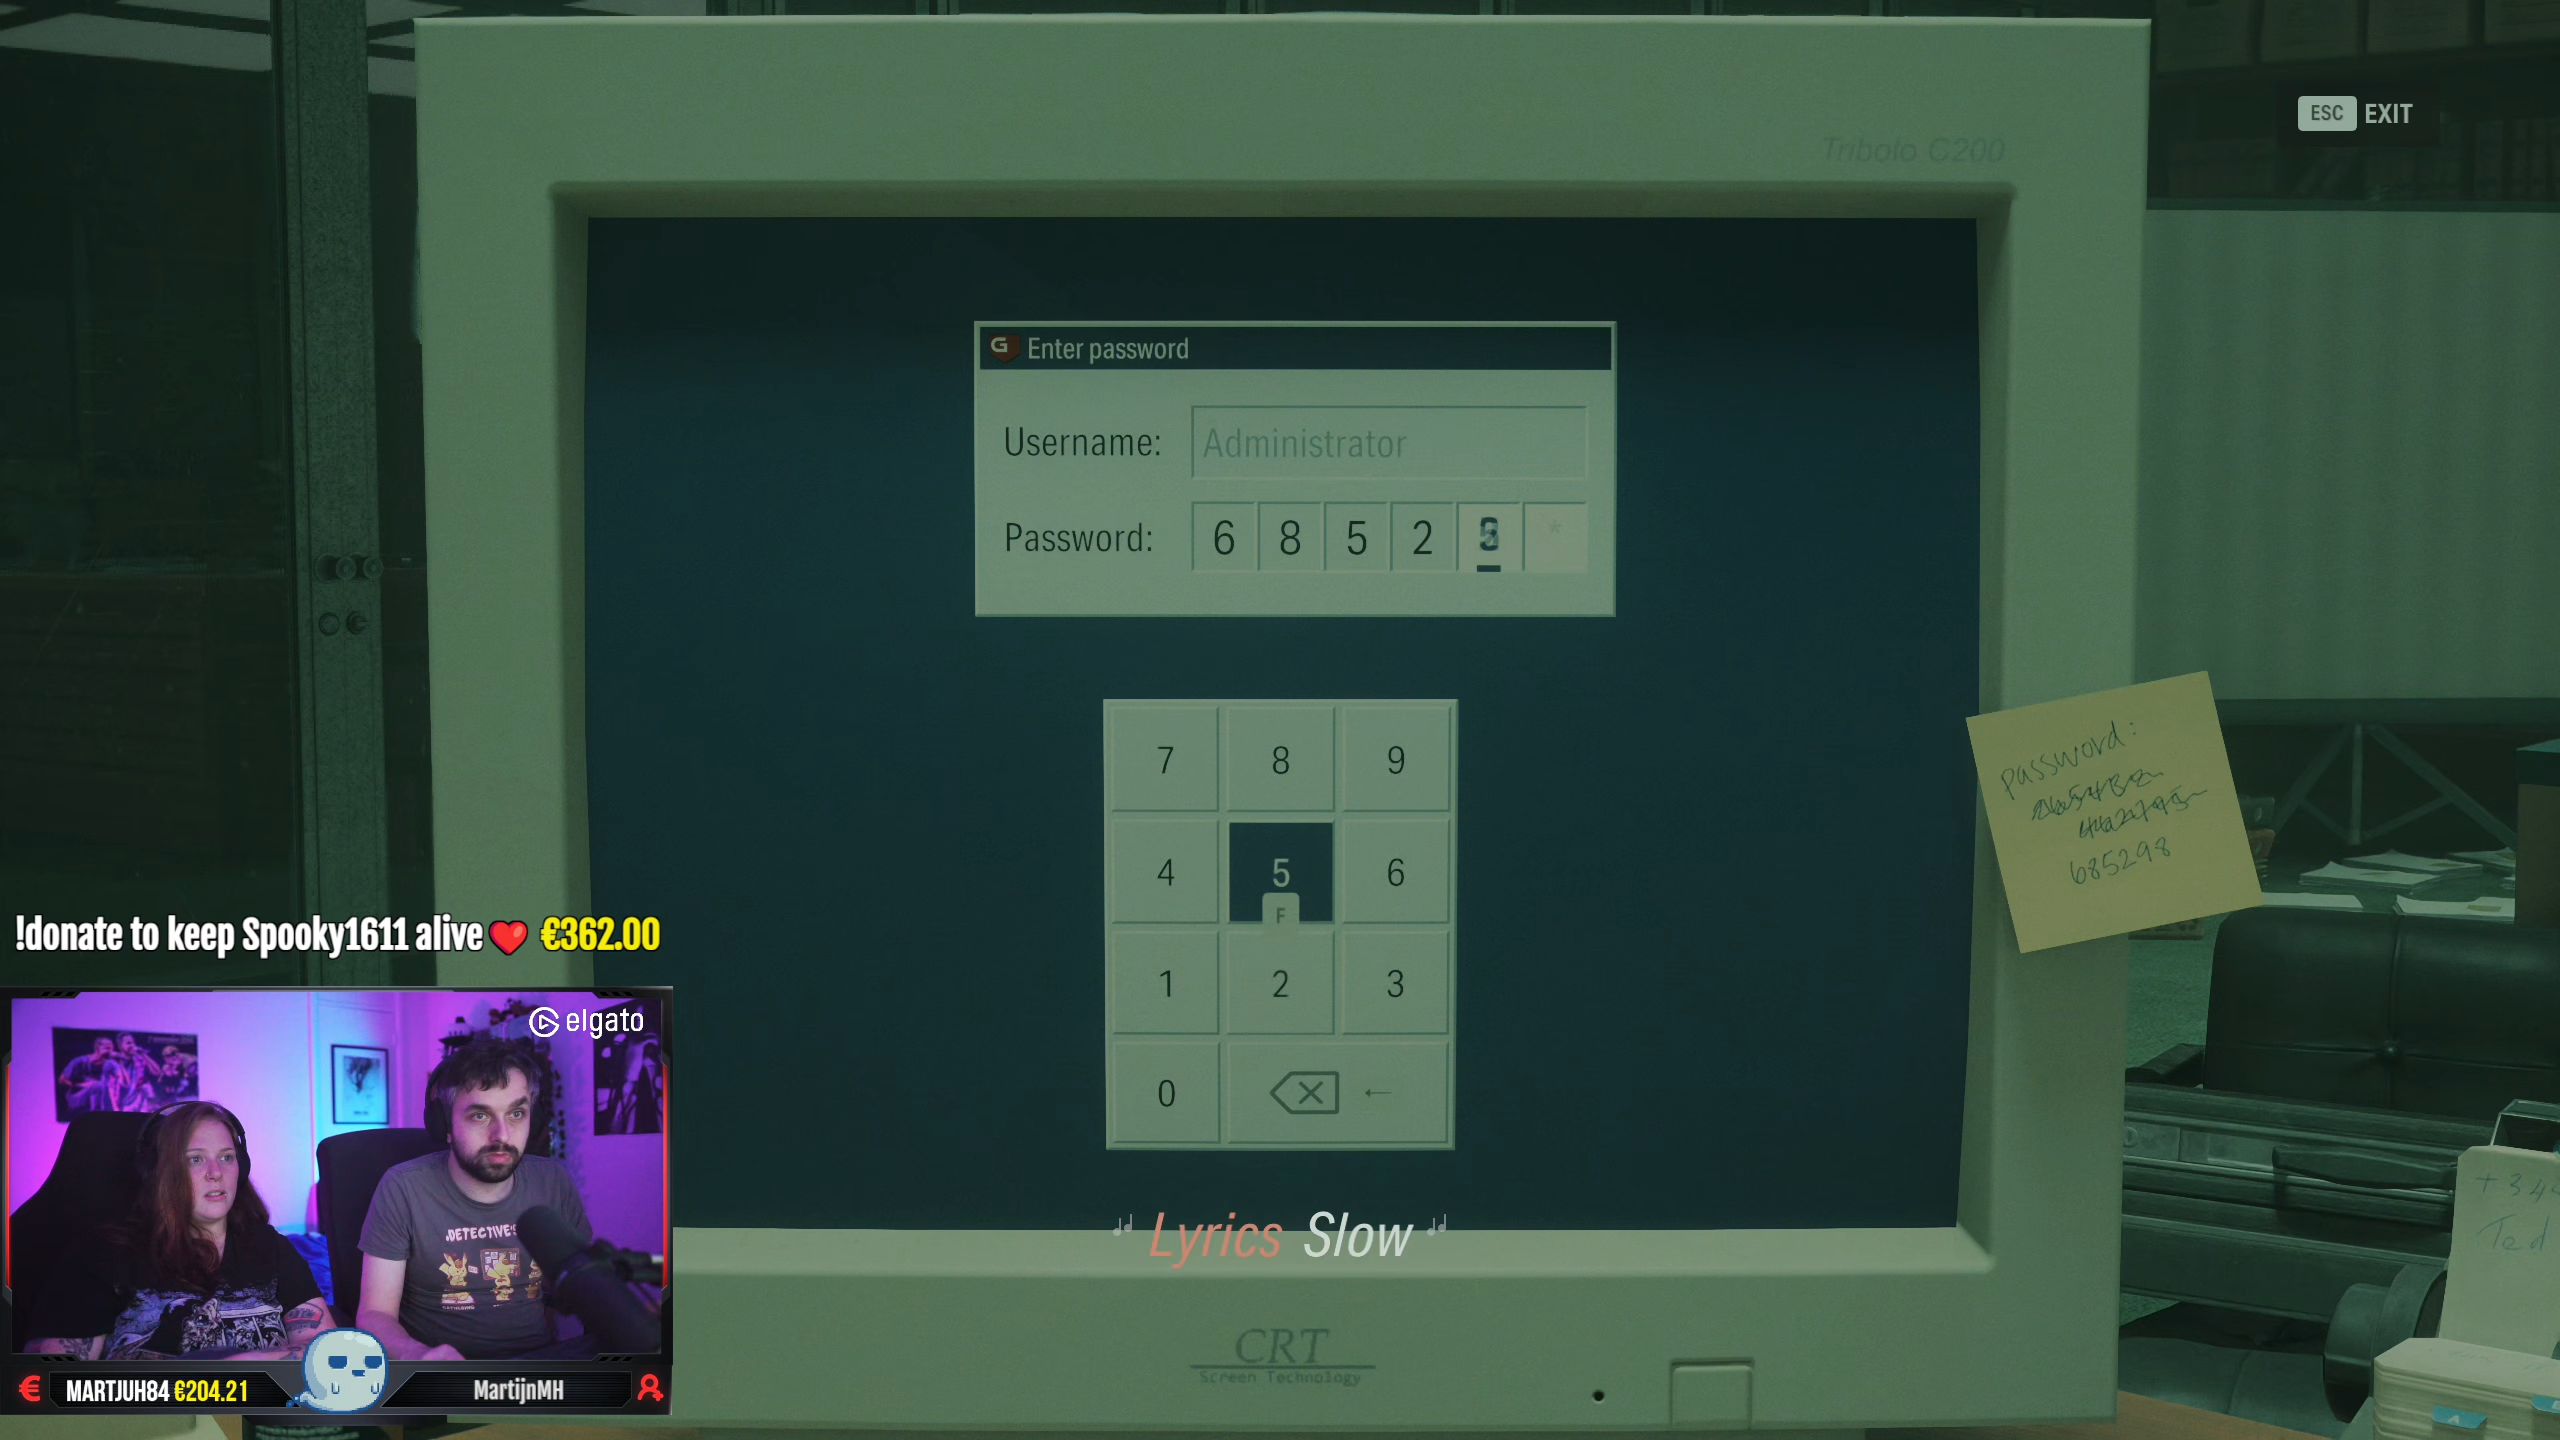 Tribolo C200
ESC EXIT
Enter password
Username: Administrator
Password: 6 8 5 2 *
7 8 9
4 5 6
F
1 2 3
0 ←
password:
685298
!donate to keep Spooky1611 alive❤️ €362.00
elgato
DETECTIVE'S
Lyrics Slow
CRT
Screen Technology
€ MARTJUH84 €204.21
MartijnMH
Ted